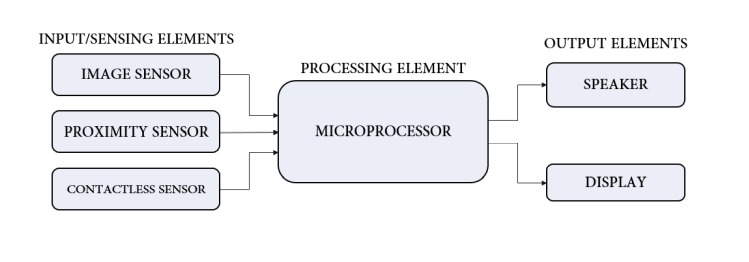 INPUT/SENSING ELEMENTS
IMAGE SENSOR
PROXIMITY SENSOR
CONTACTLESS SENSOR
PROCESSING ELEMENT
MICROPROCESSOR
OUTPUT ELEMENTS
SPEAKER
DISPLAY